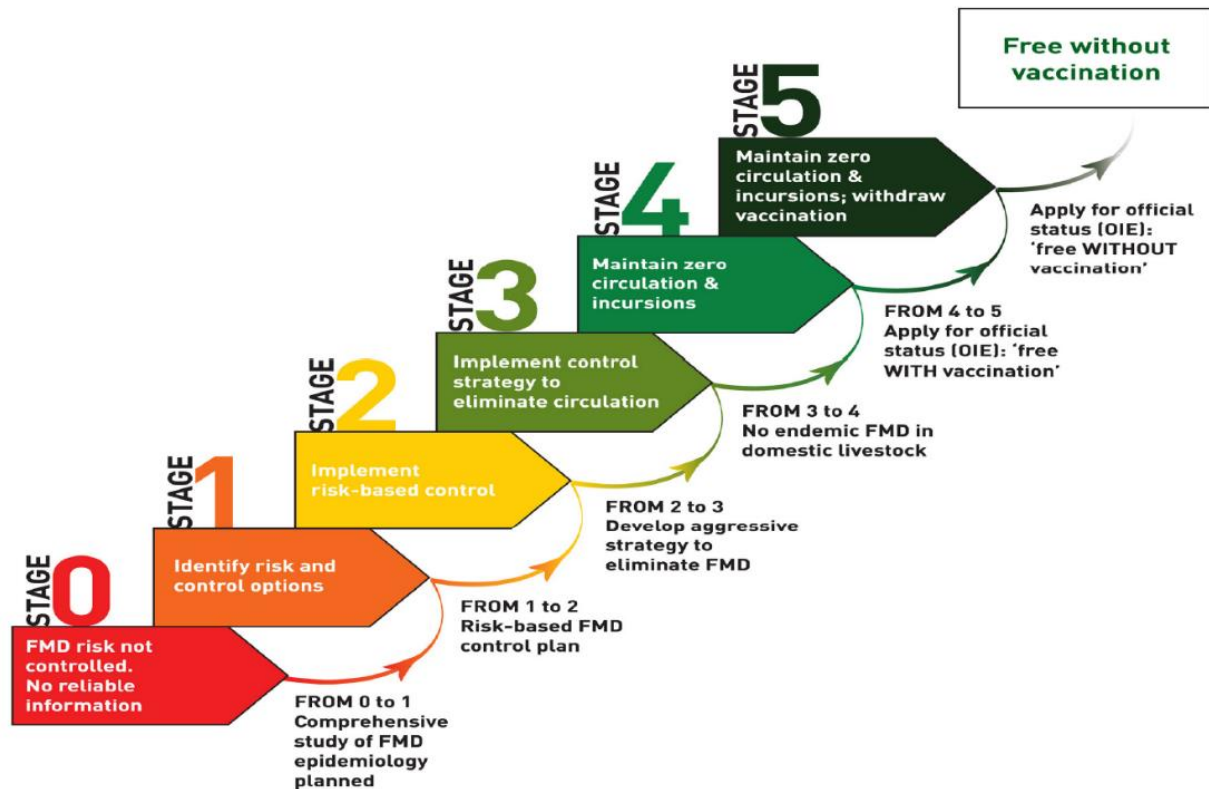 Free without
vaccination
STAGE 5
Maintain zero
circulation &
incursions; withdraw
vaccination
Apply for official
status (OIE):
‘free WITHOUT
vaccination’
STAGE 4
Maintain zero
circulation &
incursions
FROM 4 to 5
Apply for official
status (OIE): ‘free
WITH vaccination’
STAGE 3
Implement control
strategy to
eliminate circulation
FROM 3 to 4
No endemic FMD in
domestic livestock
STAGE 2
Implement
risk-based control
FROM 2 to 3
Develop aggressive
strategy to
eliminate FMD
STAGE 1
Identify risk and
control options
FROM 1 to 2
Risk-based FMD
control plan
STAGE 0
FMD risk not
controlled.
No reliable
information
FROM 0 to 1
Comprehensive
study of FMD
epidemiology
planned